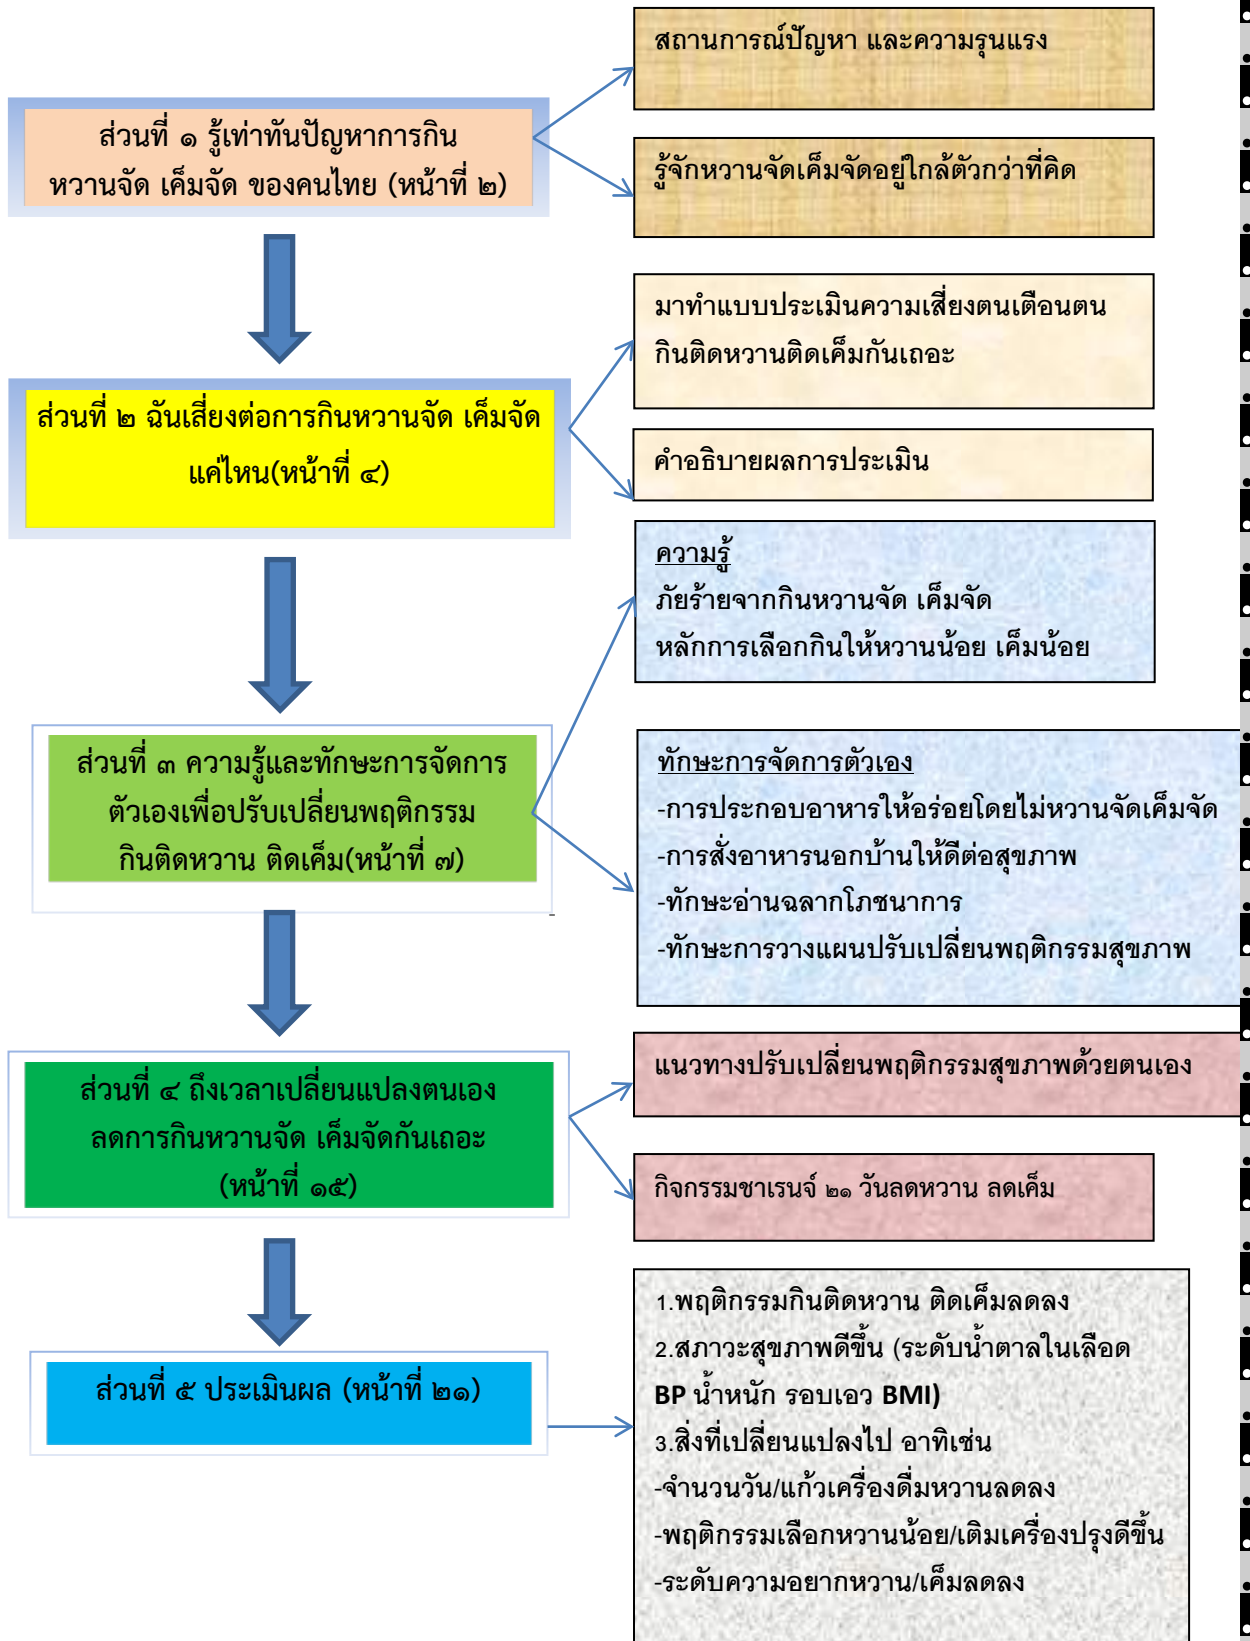 สถานการณ์ปัญหา และความรุนแรง
ส่วนที่ ๑ รู้เท่าทันปัญหาการกิน
หวานจัด เค็มจัด ของคนไทย (หน้าที่ ๒)
รู้จักหวานจัดเค็มจัดอยู่ใกล้ตัวกว่าที่คิด
มาทำแบบประเมินความเสี่ยงตนเตือนตน
กินติดหวานติดเค็มกันเถอะ
ส่วนที่ ๒ ฉันเสี่ยงต่อการกินหวานจัด เค็มจัด
แค่ไหน(หน้าที่ ๔)
คำอธิบายผลการประเมิน
ความรู้
ภัยร้ายจากกินหวานจัด เค็มจัด
หลักการเลือกกินให้หวานน้อย เค็มน้อย
ส่วนที่ ๓ ความรู้และทักษะการจัดการ
ตัวเองเพื่อปรับเปลี่ยนพฤติกรรม
กินติดหวาน ติดเค็ม(หน้าที่ ๗)
ทักษะการจัดการตัวเอง
-การประกอบอาหารให้อร่อยโดยไม่หวานจัดเค็มจัด
-การสั่งอาหารนอกบ้านให้ดีต่อสุขภาพ
-ทักษะอ่านฉลากโภชนาการ
-ทักษะการวางแผนปรับเปลี่ยนพฤติกรรมสุขภาพ
แนวทางปรับเปลี่ยนพฤติกรรมสุขภาพด้วยตนเอง
ส่วนที่ ๔ ถึงเวลาเปลี่ยนแปลงตนเอง
ลดการกินหวานจัด เค็มจัดกันเถอะ
(หน้าที่ ๑๕)
กิจกรรมชาเรนจ์ ๒๑ วันลดหวาน ลดเค็ม
ส่วนที่ ๕ ประเมินผล (หน้าที่ ๒๑)
1.พฤติกรรมกินติดหวาน ติดเค็มลดลง
2.สภาวะสุขภาพดีขึ้น (ระดับน้ำตาลในเลือด
BP น้ำหนัก รอบเอว BMI)
3.สิ่งที่เปลี่ยนแปลงไป อาทิเช่น
-จำนวนวัน/แก้วเครื่องดื่มหวานลดลง
-พฤติกรรมเลือกหวานน้อย/เติมเครื่องปรุงดีขึ้น
-ระดับความอยากหวาน/เค็มลดลง